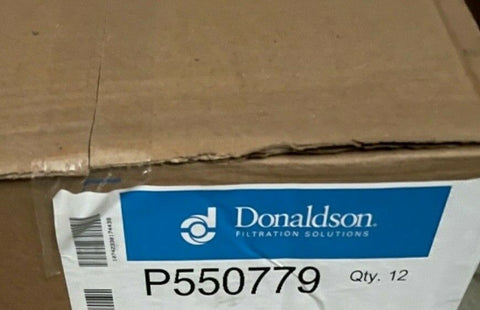 Donaldson.
FILTRATION SOLUTIONS
P550779 Qty. 12